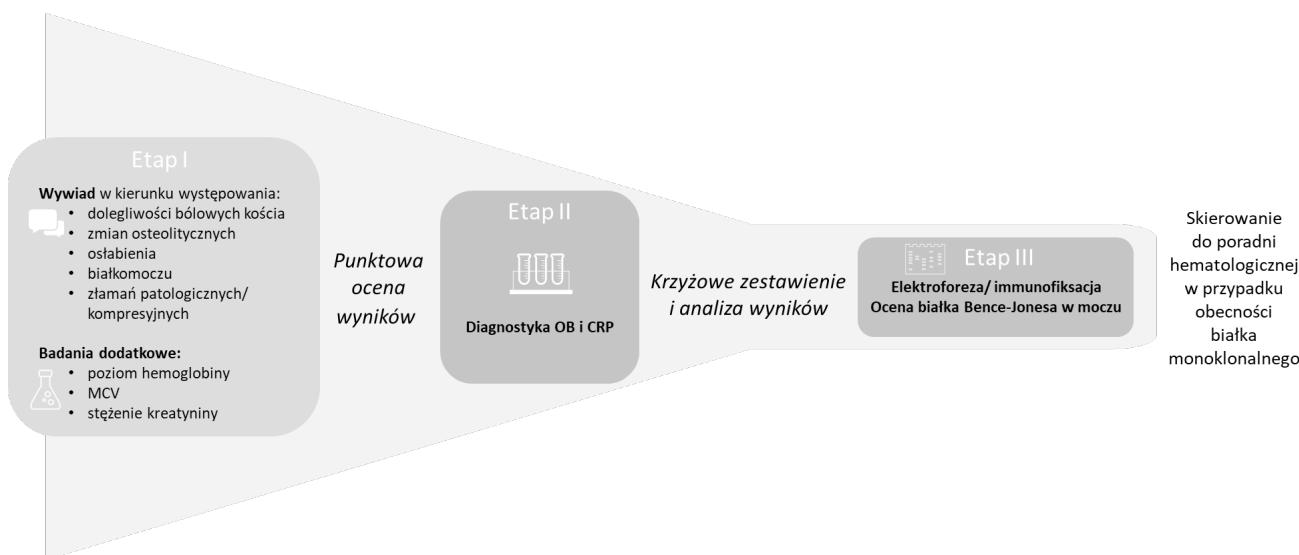 Etap I
Wywiad w kierunku występowania:
• dolegliwości bólowych kościa
• zmian osteolitycznych
• osłabienia
• białkomoczu
• złamań patologicznych/
kompresyjnych
Badania dodatkowe:
• poziom hemoglobiny
• MCV
• stężenie kreatyniny
Punktowa
ocena
wyników
Etap II
Diagnostyka OB i CRP
Krzyżowe zestawienie
i analiza wyników
Etap III
Elektroforeza/ immunofiksacja
Ocena białka Bence-Jonesa w moczu
Skierowanie
do poradni
hematologicznej
w przypadku
obecności
białka
monoklonalnego